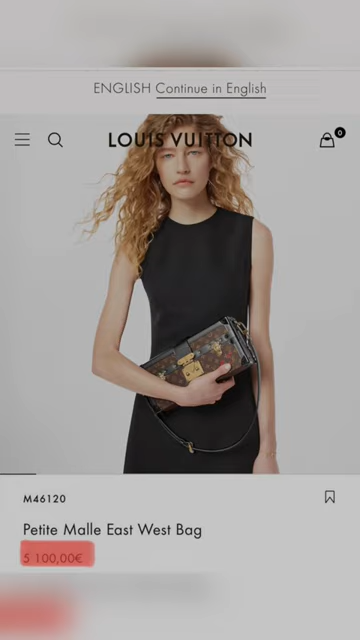 ENGLISH Continue in English
LOUIS VUITTON
0
M46120
Petite Malle East West Bag
5 100,00€